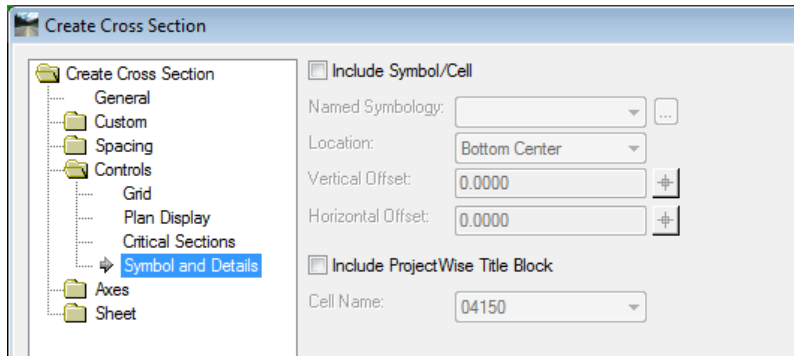 Create Cross Section
Create Cross Section
General
Custom
Spacing
Controls
Grid
Plan Display
Critical Sections
Symbol and Details
Axes
Sheet
Include Symbol/Cell
Named Symbology:
...
Location:
Bottom Center
Vertical Offset:
0.0000
Horizontal Offset:
0.0000
Include ProjectWise Title Block
Cell Name:
04150